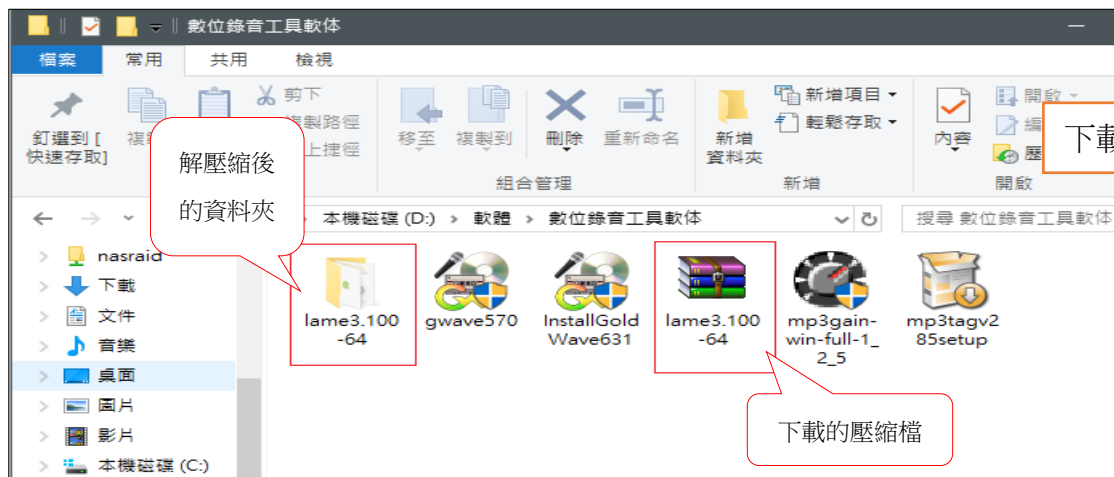 數位錄音工具軟体
檔案 常用 共用 檢視
釘選到 [
快速存取]
剪下
製路徑
上捷徑
移至
複製到
刪除
重新命名
新增
資料夾
新增項目
輕鬆存取
內容
開啟
組合管理
新增
開啟
下載
解壓縮後
的資料夾
本機磁碟 (D:) > 軟體 > 數位錄音工具軟体
搜尋 數位錄音工具軟体
nasraid
下載
文件
音樂
桌面
圖片
影片
本機磁碟 (C:)
lame3.100
-64
gwave570
InstallGold
Wave631
lame3.100
-64
mp3gain-
win-full-1_
2_5
mp3tagv2
85setup
下載的壓縮檔